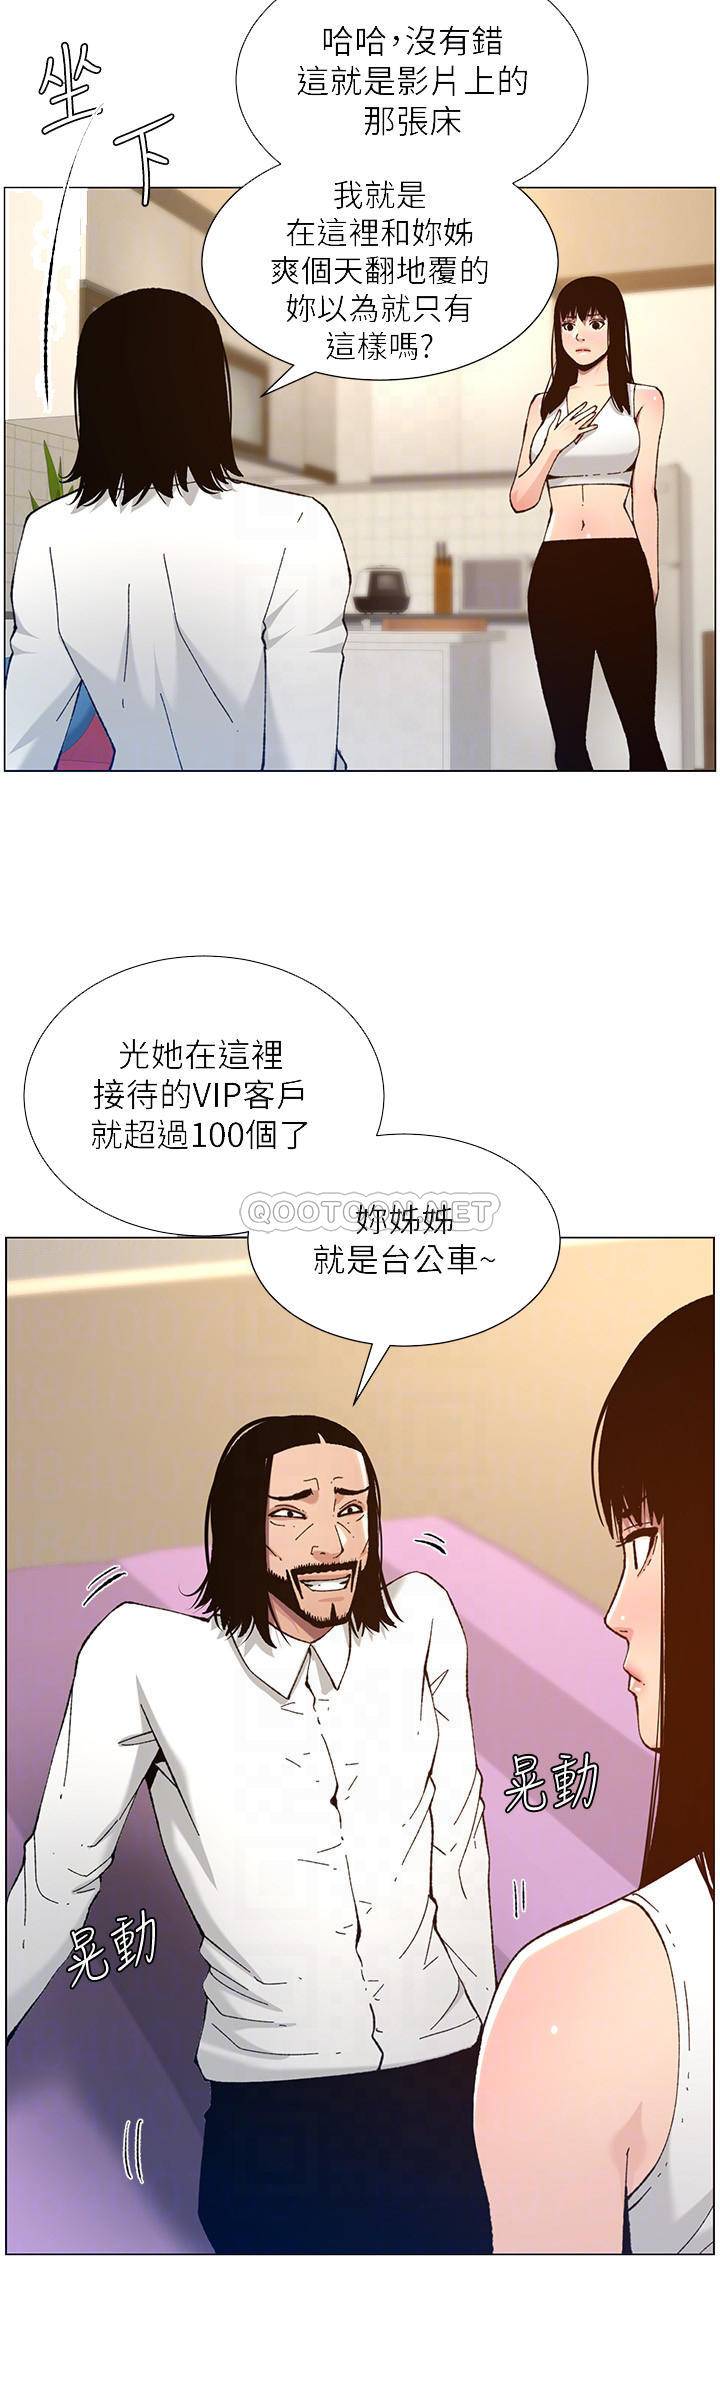 坐下
哈哈，沒有錯
這就是影片上的
那張床
我就是
在這裡和妳姊
爽個天翻地覆的
妳以為就只有
這樣嗎？
光她在這裡
接待的VIP客戶
就超過100個了
QOOTOON.NET
妳姊姊
就是台公車~
晃動
晃動